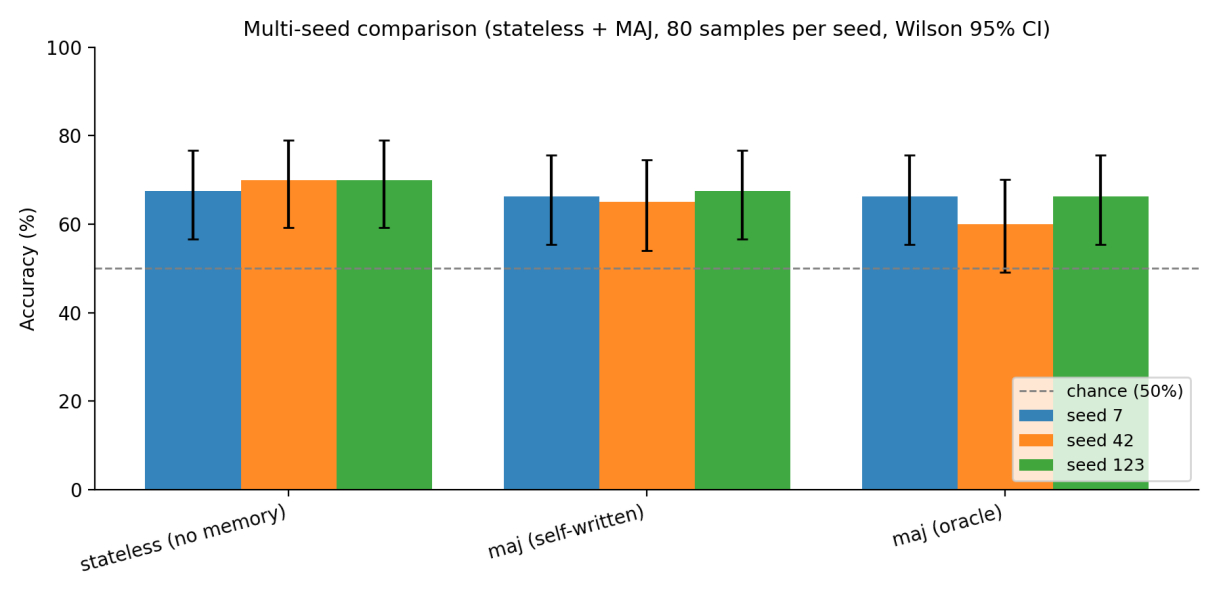 Multi-seed comparison (stateless + MAJ, 80 samples per seed, Wilson 95% CI)
100
80
60
40
20
0
Accuracy (%)
stateless (no memory)
maj (self-written)
maj (oracle)
chance (50%)
seed 7
seed 42
seed 123